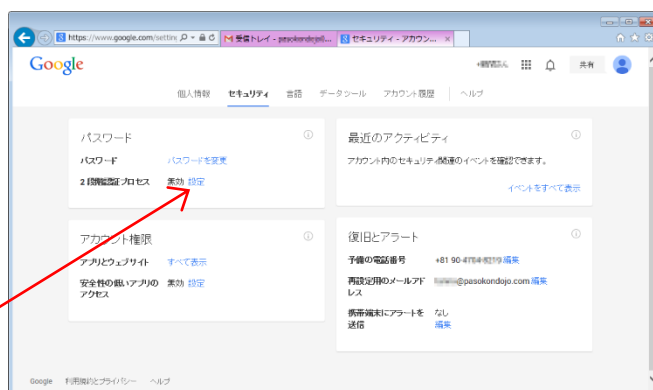 https://www.google.com/settin
受信トレイ -
セキュリティ - アカウン...
Google
共有
個人情報 セキュリティ 言語 データツール アカウント履歴 ヘルプ
パスワード
パスワード パスワードを変更
2 段階認証プロセス 無効 設定
最近のアクティビティ
アカウント内のセキュリティ関連のイベントを確認できます。
イベントをすべて表示
アカウント権限
アプリとウェブサイト すべて表示
安全性の低いアプリの 無効 設定
アクセス
復旧とアラート
予備の電話番号 +81 90- 編集
再設定用のメールアド @pasokondojo.com 編集
レス
携帯端末にアラートを なし
送信 編集
Google 利用規約とプライバシー ヘルプ